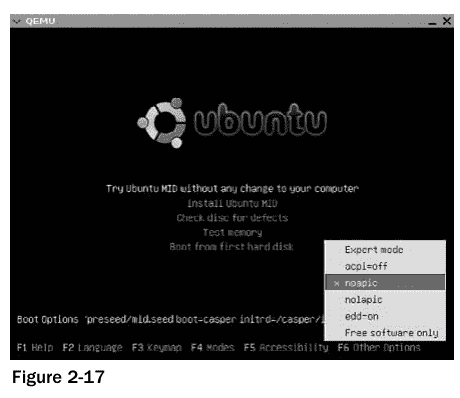 QEMU
ubuntu
Try Ubuntu MID without any change to your computer
Install Ubuntu MID
Check disc for defects
Test memory
Boot from first hard disk
Expert mode
acpi=off
x noapic
nolapic
edd=on
Free software only
Boot Options 'preseed/mid.seed boot=casper initrd=/casper/i
F1 Help F2 Language F3 Keymap F4 Modes F5 Accessibility F6 Other Options
Figure 2-17